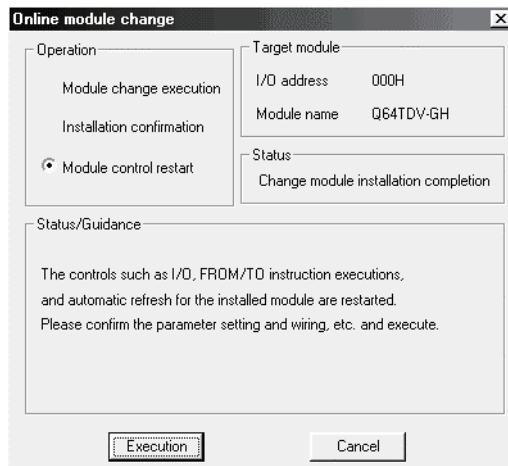 Online module change
Operation
Module change execution
Installation confirmation
Module control restart
Target module
I/O address 000H
Module name Q64TDV-GH
Status
Change module installation completion
Status/Guidance
The controls such as I/O, FROM/TO instruction executions,
and automatic refresh for the installed module are restarted.
Please confirm the parameter setting and wiring, etc. and execute.
Execution Cancel